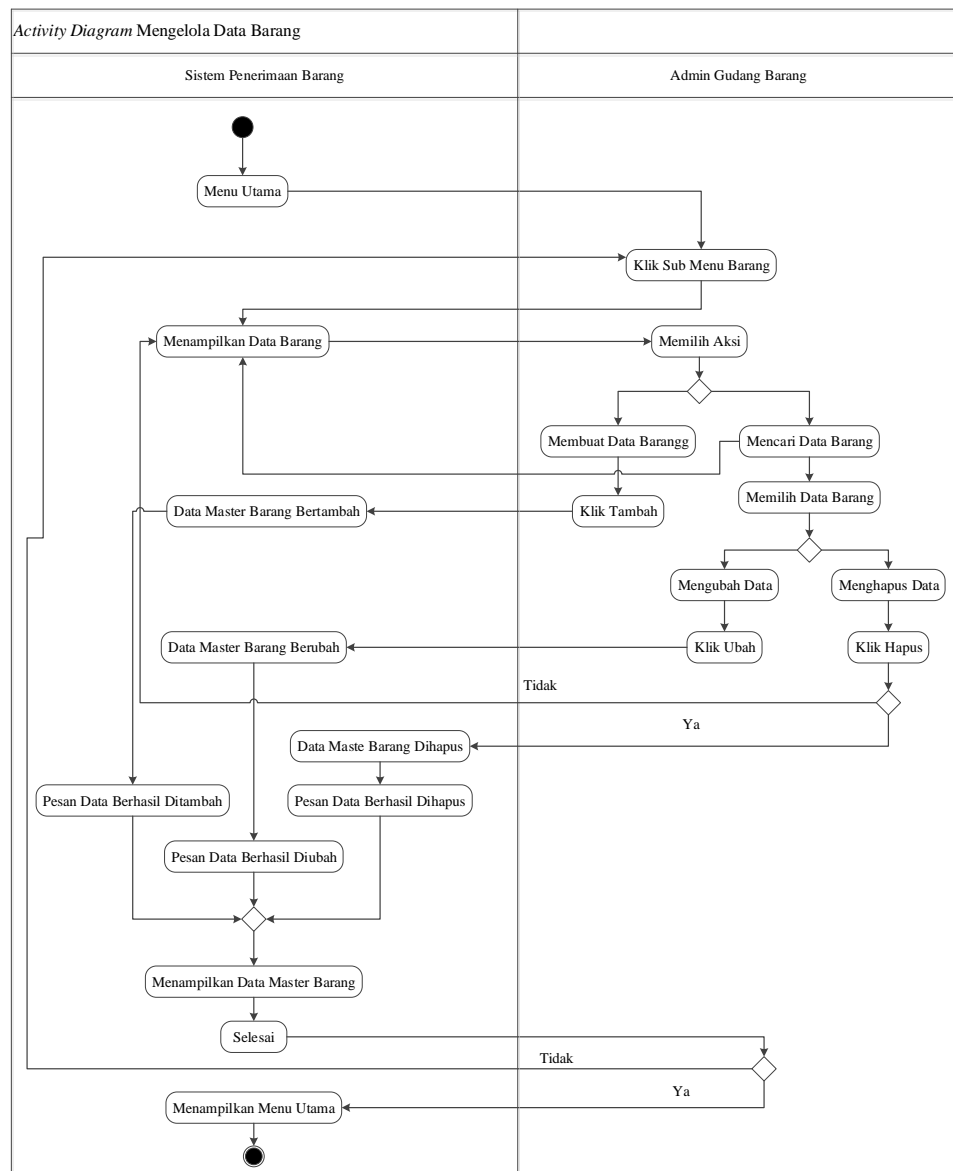 Activity Diagram Mengelola Data Barang
Sistem Penerimaan Barang
Admin Gudang Barang
Menu Utama
Klik Sub Menu Barang
Menampilkan Data Barang
Memilih Aksi
Membuat Data Barangg
Mencari Data Barang
Memilih Data Barang
Data Master Barang Bertambah
Klik Tambah
Mengubah Data
Menghapus Data
Data Master Barang Berubah
Klik Ubah
Klik Hapus
Tidak
Ya
Data Maste Barang Dihapus
Pesan Data Berhasil Ditambah
Pesan Data Berhasil Dihapus
Pesan Data Berhasil Diubah
Menampilkan Data Master Barang
Selesai
Tidak
Ya
Menampilkan Menu Utama